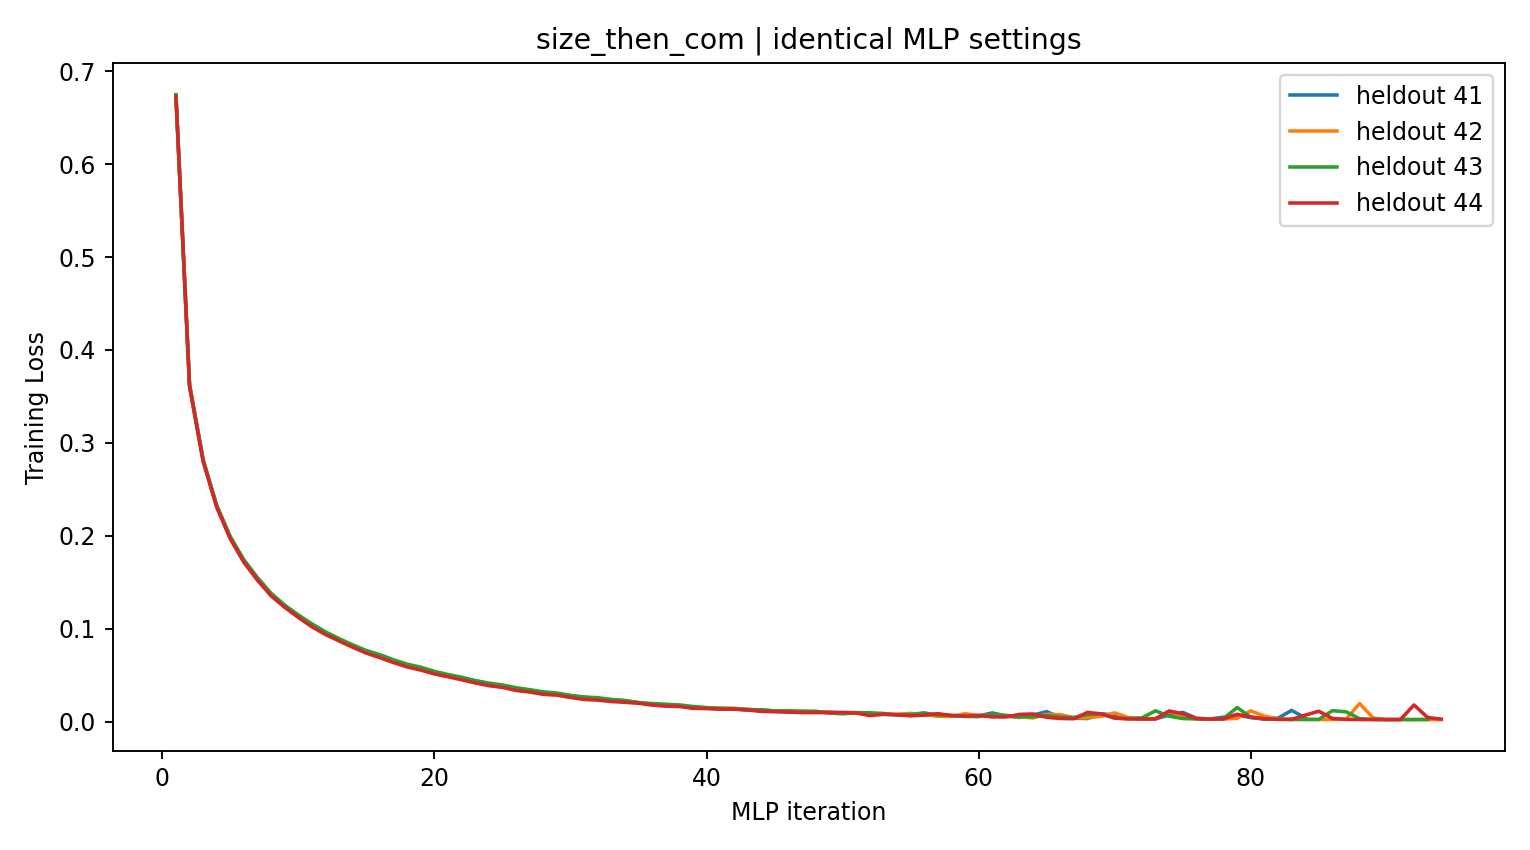 size_then_com | identical MLP settings
heldout 41
heldout 42
heldout 43
heldout 44
Training Loss
0.7
0.6
0.5
0.4
0.3
0.2
0.1
0.0
0 20 40 60 80
MLP iteration